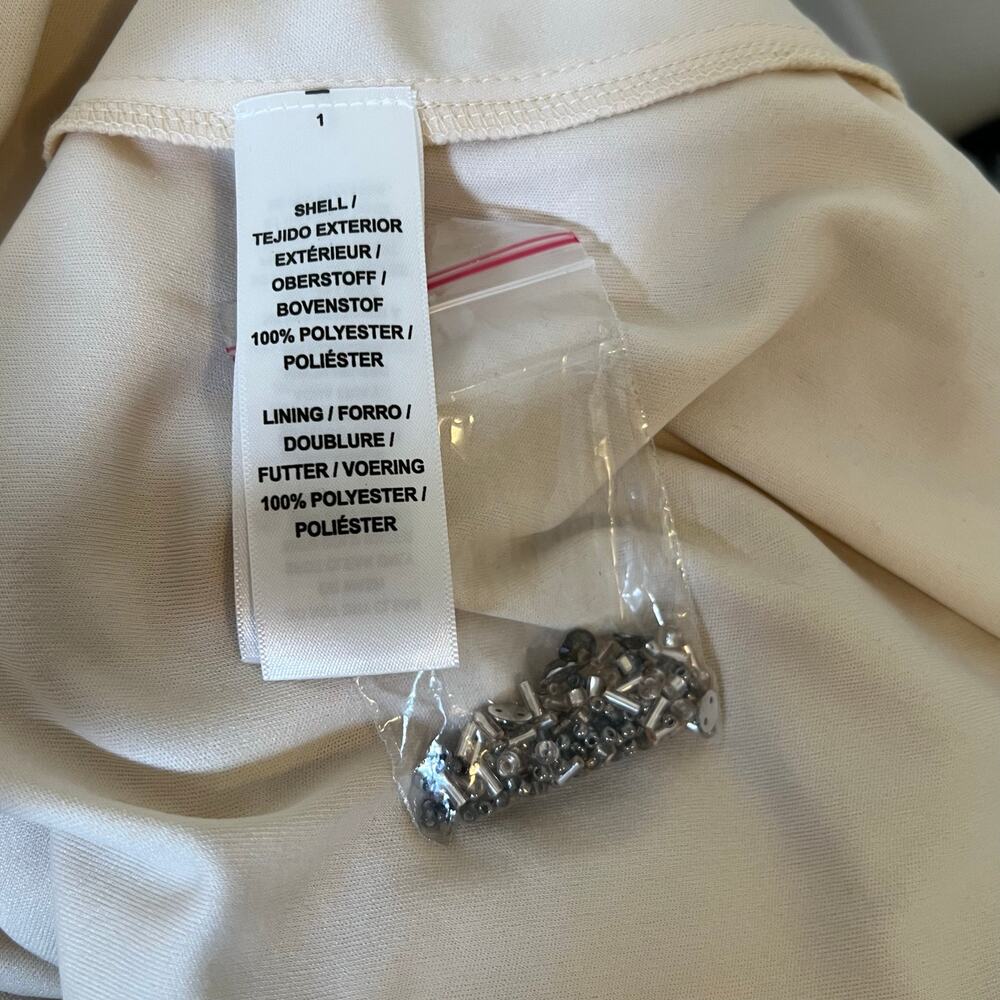 1
SHELL /
TEJIDO EXTERIOR
EXTÉRIEUR /
OBERSTOFF /
BOVENSTOF
100% POLYESTER /
POLIÉSTER
LINING / FORRO /
DOUBLURE /
FUTTER / VOERING
100% POLYESTER /
POLIÉSTER